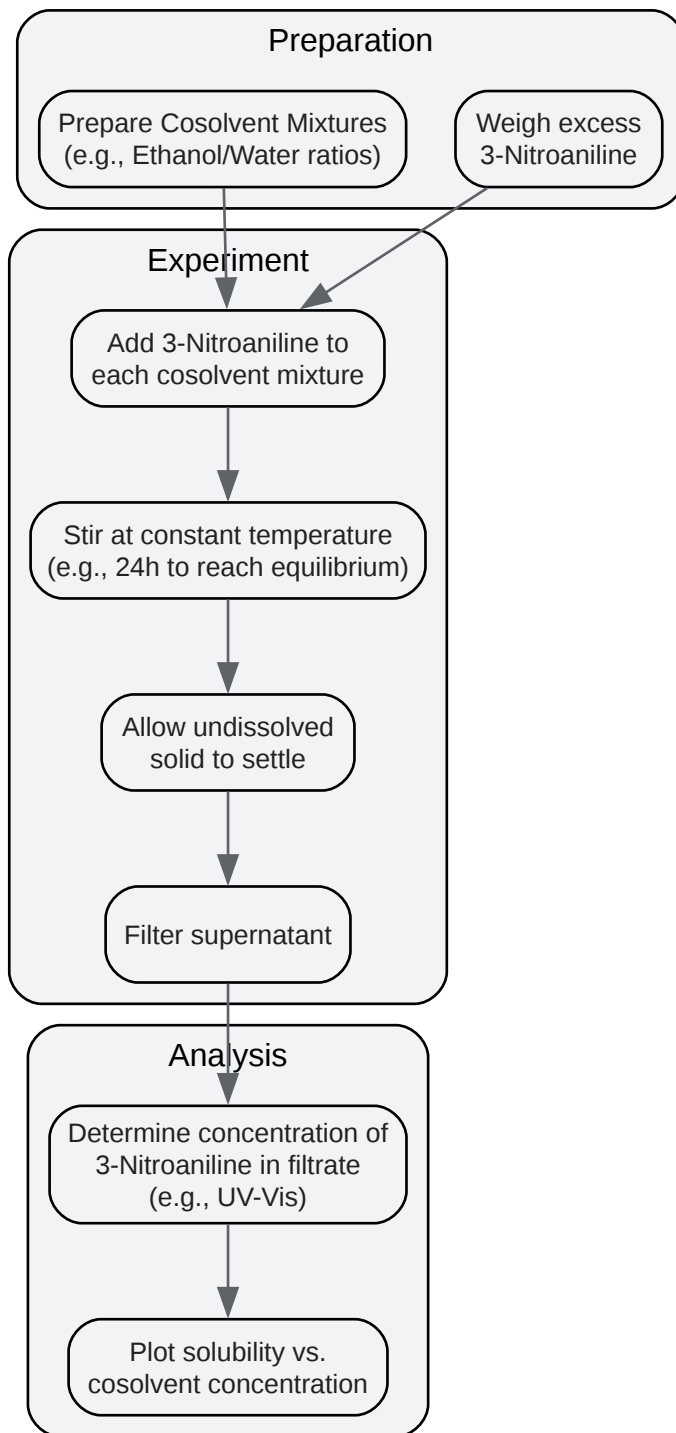 Preparation
Prepare Cosolvent Mixtures
(e.g., Ethanol/Water ratios)
Weigh excess
3-Nitroaniline
Experiment
Add 3-Nitroaniline to
each cosolvent mixture
Stir at constant temperature
(e.g., 24h to reach equilibrium)
Allow undissolved
solid to settle
Filter supernatant
Analysis
Determine concentration of
3-Nitroaniline in filtrate
(e.g., UV-Vis)
Plot solubility vs.
cosolvent concentration